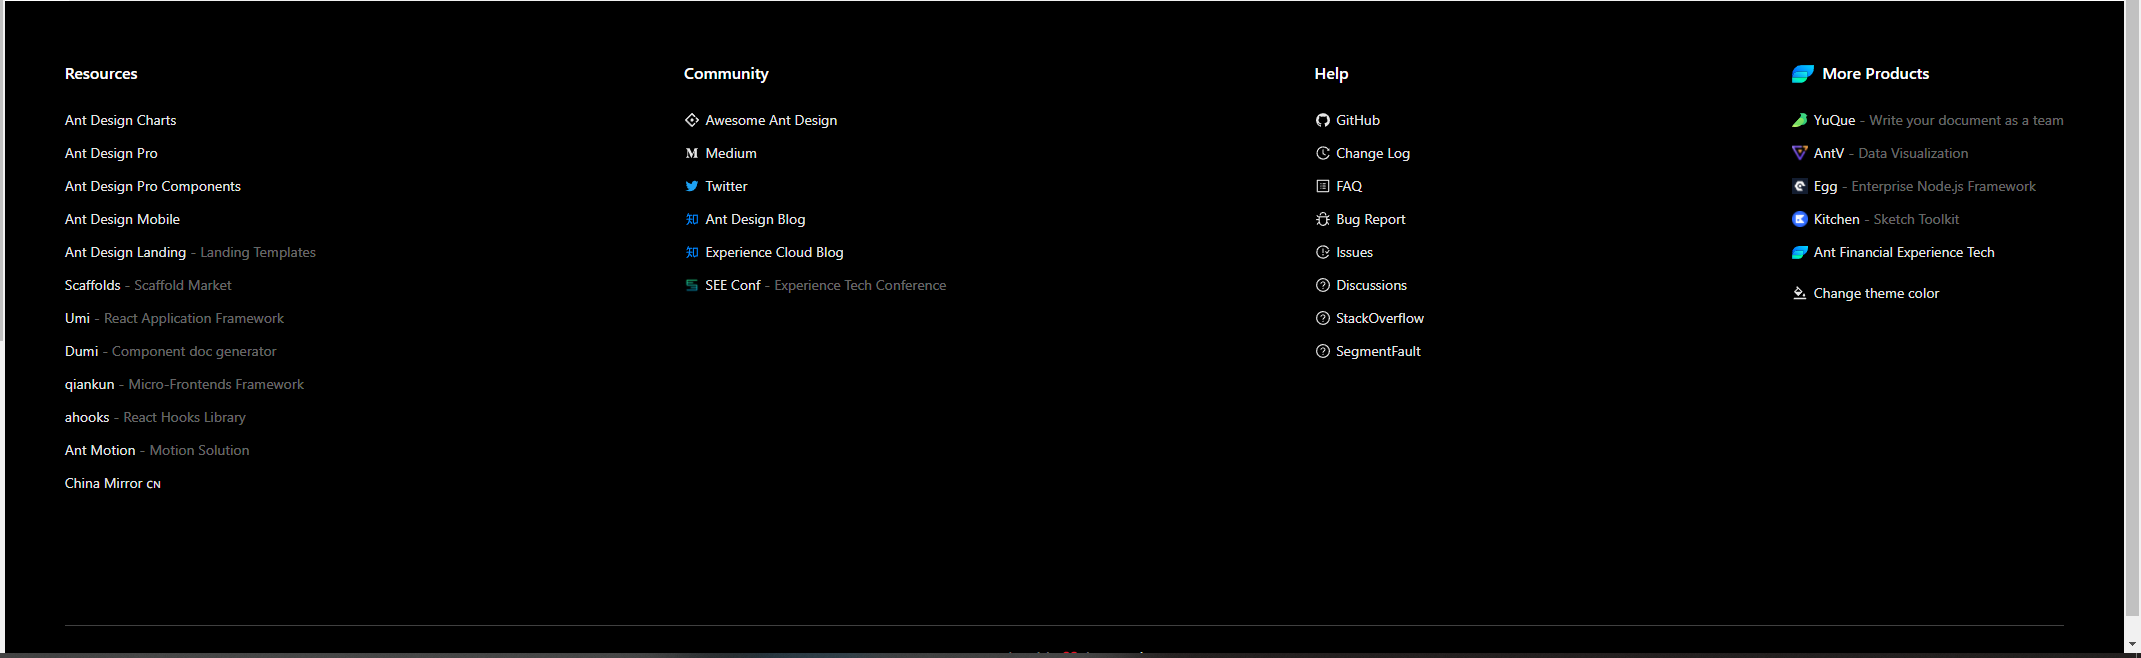 Resources
Ant Design Charts
Ant Design Pro
Ant Design Pro Components
Ant Design Mobile
Ant Design Landing - Landing Templates
Scaffolds - Scaffold Market
Umi - React Application Framework
Dumi - Component doc generator
qiankun - Micro-Frontends Framework
ahooks - React Hooks Library
Ant Motion - Motion Solution
China Mirror CN
Community
Awesome Ant Design
M Medium
Twitter
知 Ant Design Blog
知 Experience Cloud Blog
SEE Conf - Experience Tech Conference
Help
GitHub
Change Log
FAQ
Bug Report
Issues
Discussions
StackOverflow
SegmentFault
More Products
YuQue - Write your document as a team
AntV - Data Visualization
Egg - Enterprise Node.js Framework
Kitchen - Sketch Toolkit
Ant Financial Experience Tech
Change theme color